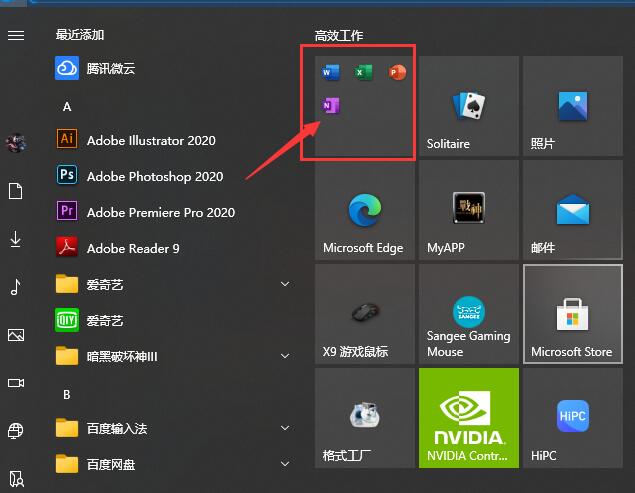 最近添加
腾讯微云
A
Ai Adobe Illustrator 2020
Ps Adobe Photoshop 2020
Pr Adobe Premiere Pro 2020
Adobe Reader 9
爱奇艺
QIY 爱奇艺
暗黑破坏神III
B
百度输入法
百度网盘
高效工作
W X P
N
Solitaire
照片
Microsoft Edge
戰神
MyAPP
邮件
X9 游戏鼠标
SANGEE
Sangee Gaming
Mouse
Microsoft Store
格式工厂
NVIDIA.
NVIDIA Contr...
HiPC
HiPC